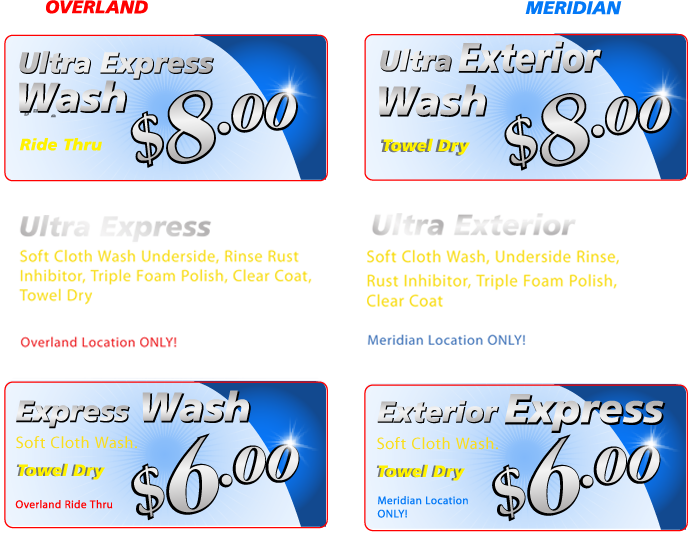 OVERLAND
Ultra Express
Wash
$8.00
Ride Thru
Ultra Express
Soft Cloth Wash Underside, Rinse Rust
Inhibitor, Triple Foam Polish, Clear Coat,
Towel Dry
Overland Location ONLY!
Express Wash
Soft Cloth Wash.
Towel Dry
$6.00
Overland Ride Thru
MERIDIAN
Ultra Exterior
Wash
$8.00
Towel Dry
Ultra Exterior
Soft Cloth Wash, Underside Rinse,
Rust Inhibitor, Triple Foam Polish,
Clear Coat
Meridian Location ONLY!
Exterior Express
Soft Cloth Wash.
Towel Dry
$6.00
Meridian Location
ONLY!